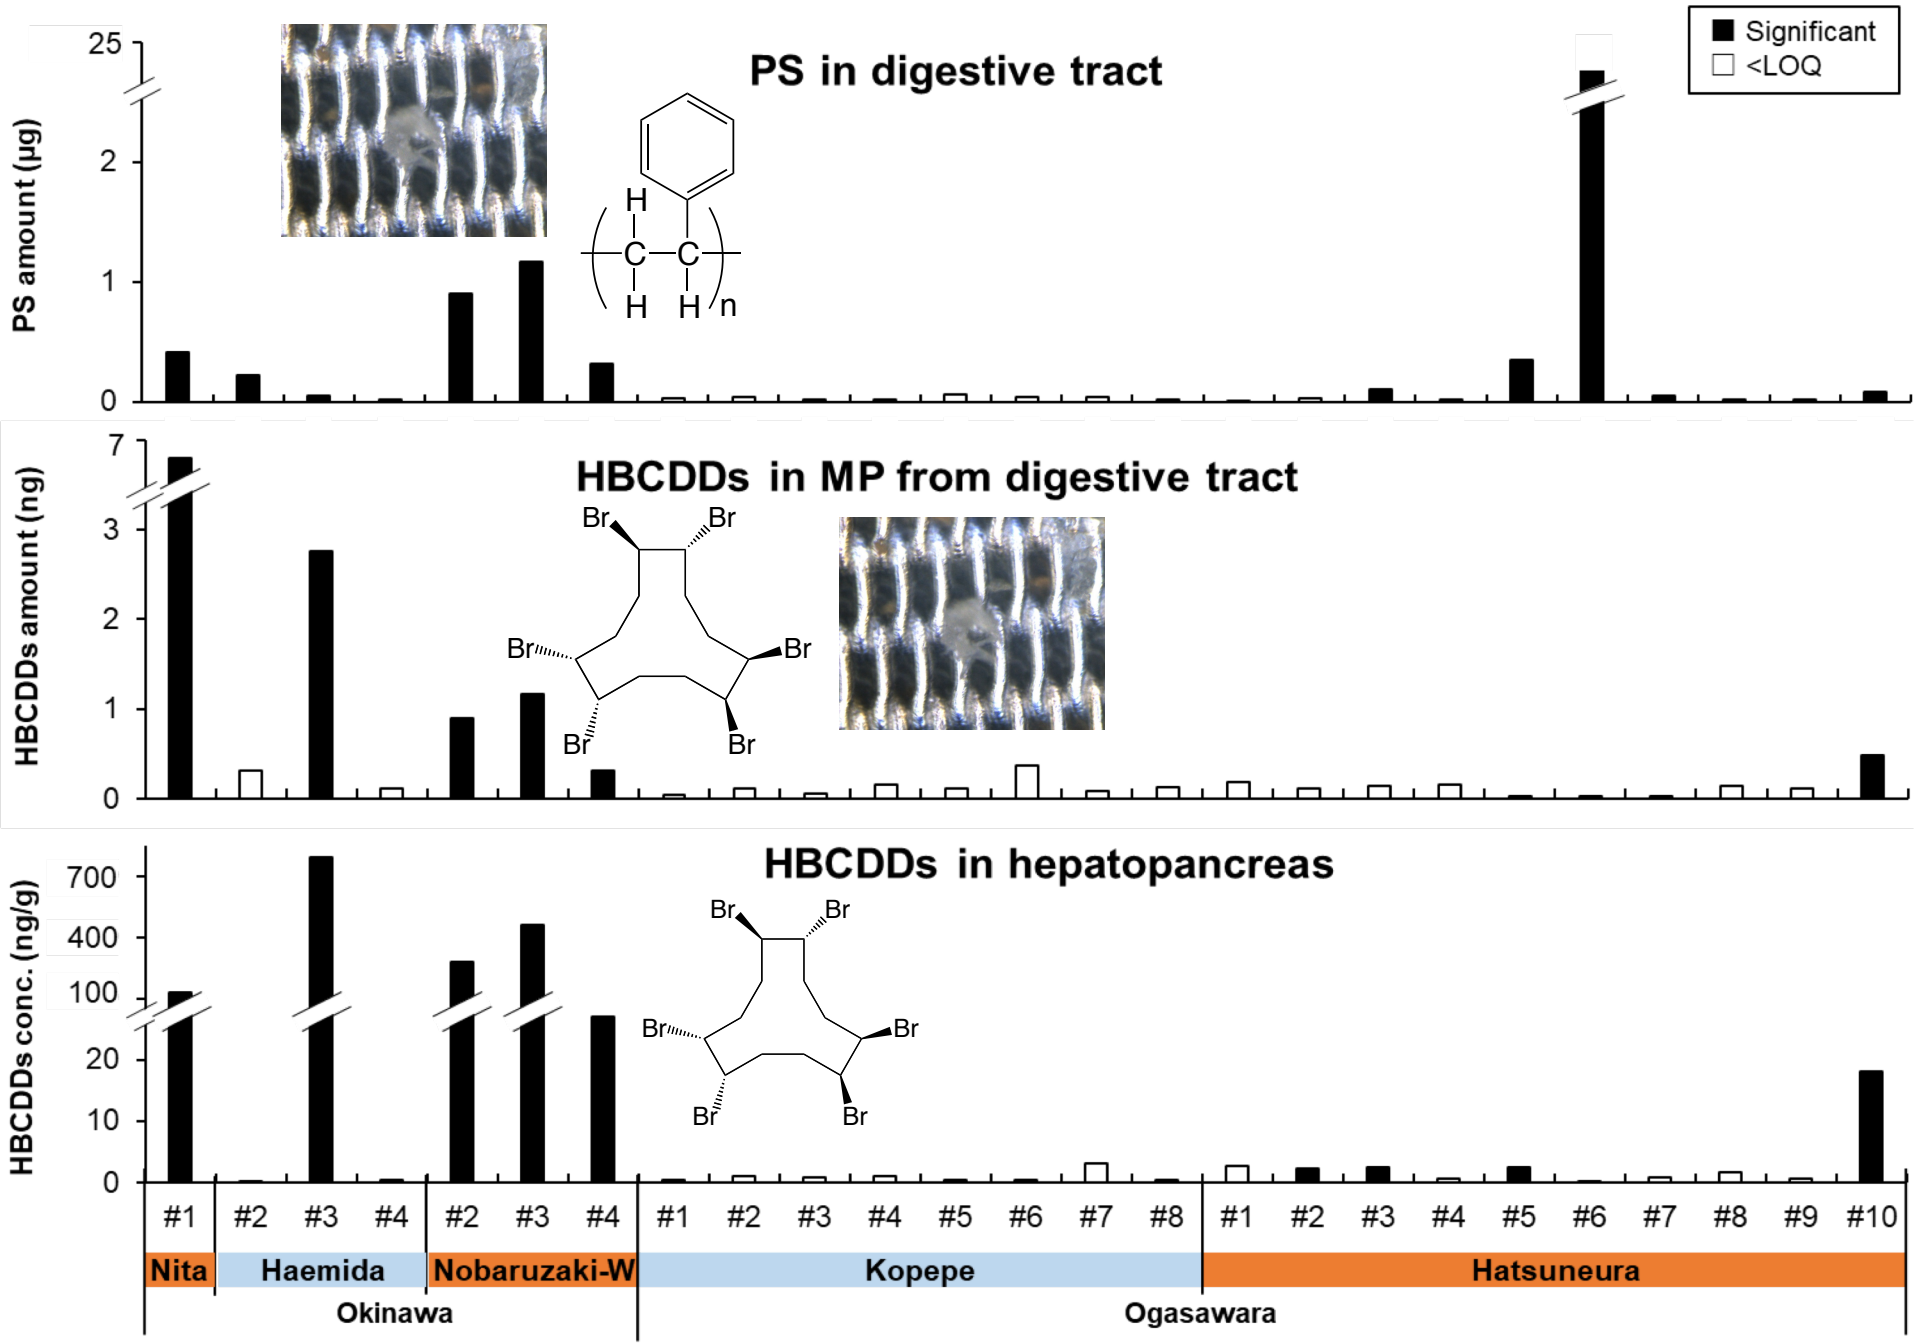 Significant
<LOQ
PS in digestive tract
PS amount (µg)
25
2
1
0
H
C C
H H n
HBCDDs in MP from digestive tract
HBCDDs amount (ng)
7
3
2
1
0
Br Br
Br Br
Br Br
HBCDDs in hepatopancreas
HBCDDs conc. (ng/g)
700
400
100
20
10
0
Br Br
Br Br
Br Br
#1 #2 #3 #4 #2 #3 #4 #1 #2 #3 #4 #5 #6 #7 #8 #1 #2 #3 #4 #5 #6 #7 #8 #9 #10
Nita Haemida Nobaruzaki-W Kopepe Hatsuneura
Okinawa Ogasawara